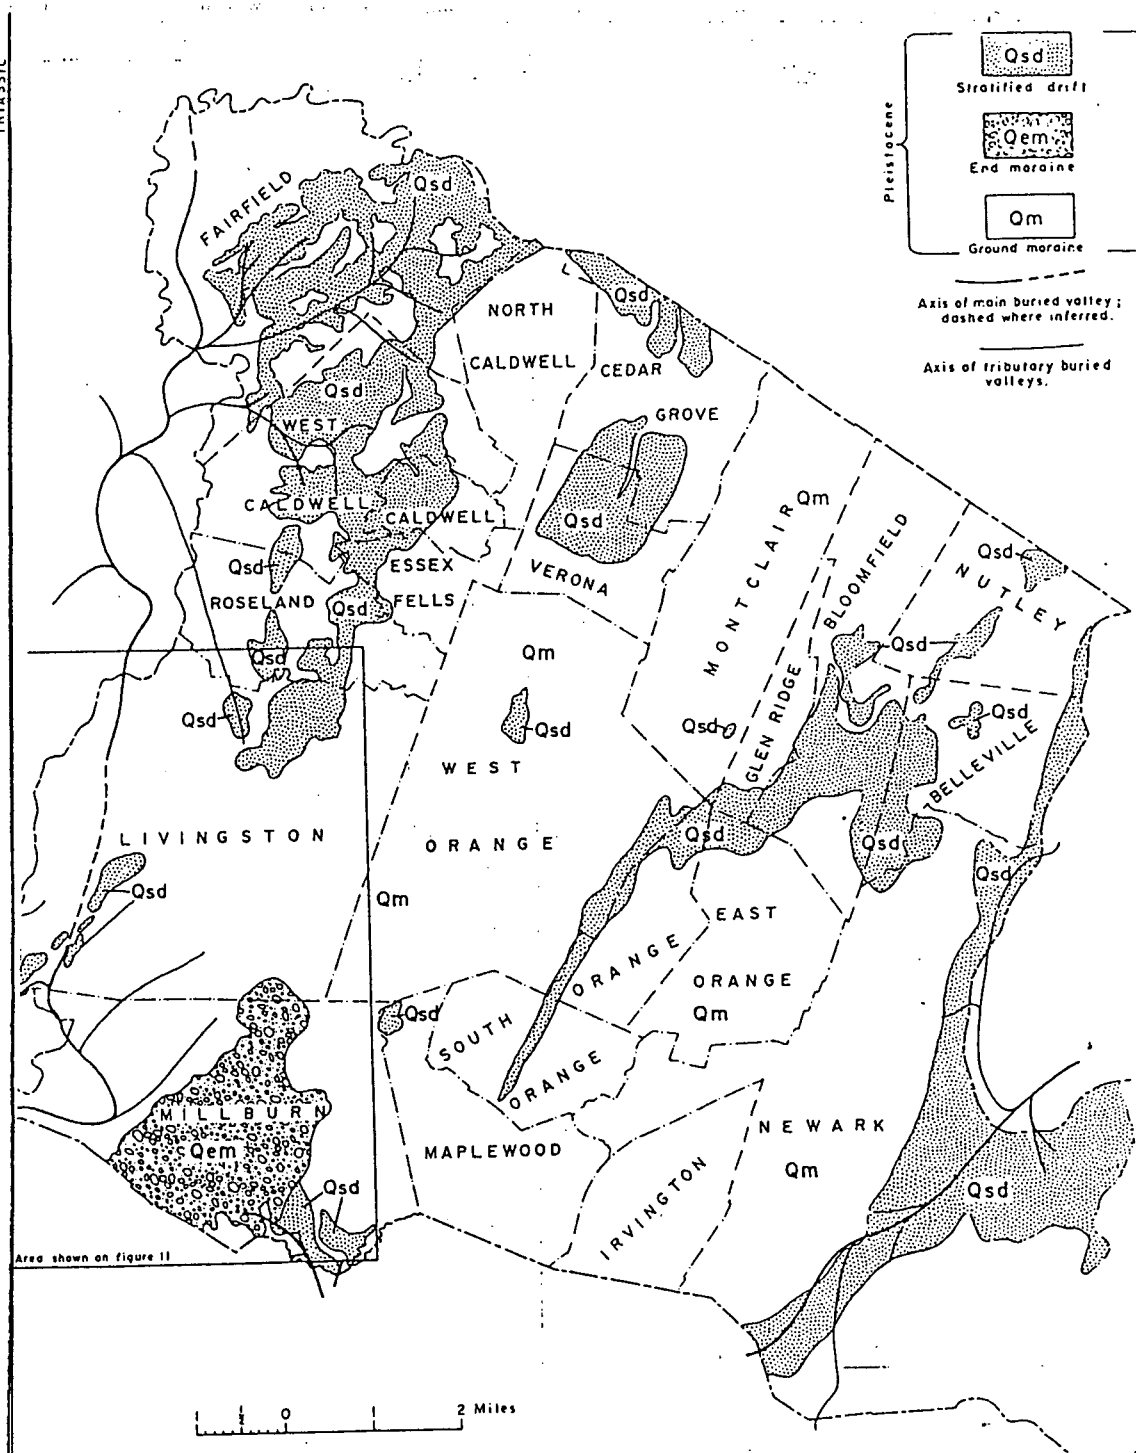 TRIASSIC
Qsd
Stratified drift
Qem
End moraine
Qm
Ground moraine
Pleistocene
Axis of main buried valley;
dashed where inferred.
Axis of tributary buried
valleys.
FAIRFIELD
Qsd
NORTH
CALDWELL
Qsd
CEDAR
GROVE
Qsd
WEST
CALDWELL
CALDWELL
Qsd
Qm
MONTCLAIR
BLOOMFIELD
Qsd
NUTLEY
Qsd
ESSEX
FELLS
VERONA
ROSELAND
Qsd
Qsd
Qm
Qsd
Qsd
Qsd
Qsd
GLEN RIDGE
Qsd
BELLEVILLE
WEST
ORANGE
LIVINGSTON
Qsd
Qsd
Qsd
Qsd
Qm
EAST
ORANGE
ORANGE
Qm
Qsd
SOUTH
ORANGE
MILLBURN
Qem
MAPLEWOOD
NEWARK
Qm
IRVINGTON
Qsd
Qsd
Area shown on figure 11
1 0 2 Miles